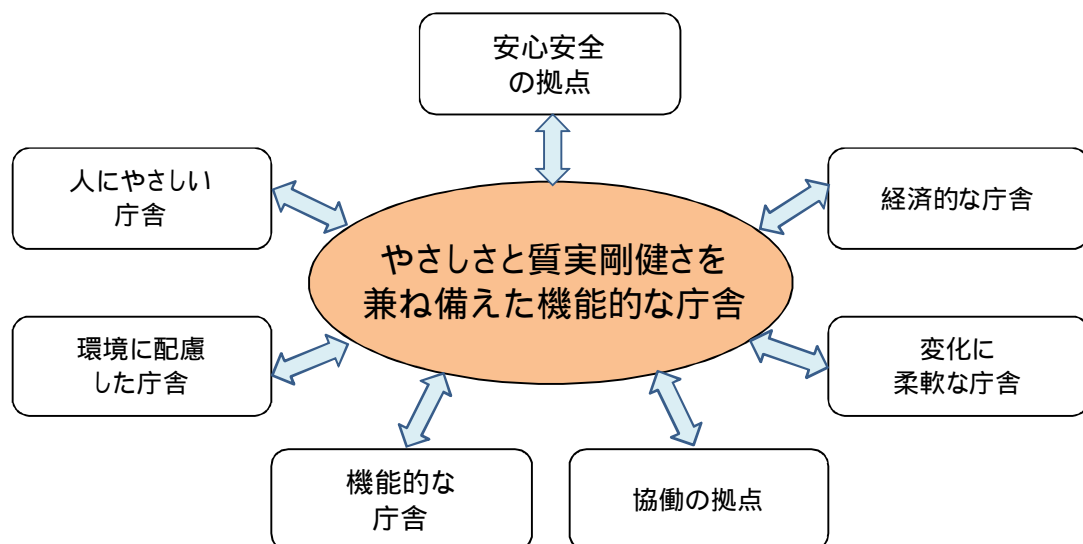 安心安全
の拠点
人にやさしい
庁舎
経済的な庁舎
やさしさと質実剛健さを
兼ね備えた機能的な庁舎
環境に配慮
した庁舎
変化に
柔軟な庁舎
機能的な
庁舎
協働の拠点